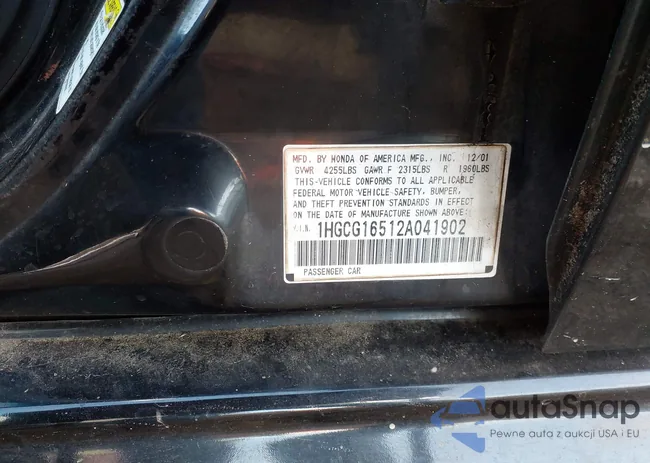 MFD. BY HONDA OF AMERICA MFG., INC. 12/01
GVWR 4255LBS GAWR F 2315LBS R 1960LBS
THIS VEHICLE CONFORMS TO ALL APPLICABLE
FEDERAL MOTOR VEHICLE SAFETY, BUMPER,
AND THEFT PREVENTION STANDARDS IN EFFECT
ON THE DATE OF MANUFACTURE SHOWN ABOVE.
V.I.N. 1HGCG16512A041902
PASSENGER CAR
autaSnap
Pewne auta z aukcji USA i EU